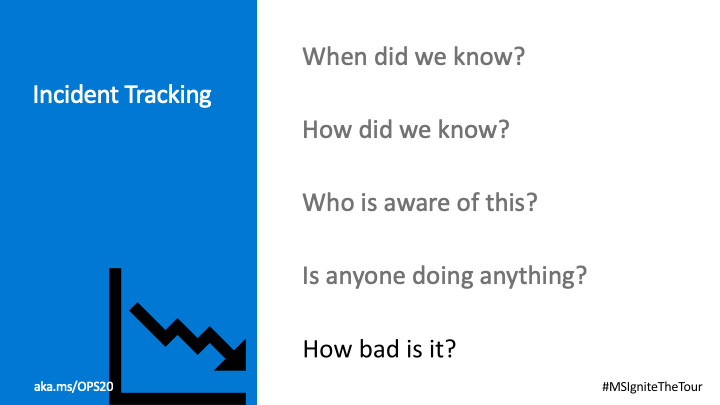 Incident Tracking
When did we know?
How did we know?
Who is aware of this?
Is anyone doing anything?
How bad is it?
aka.ms/OPS20
#MSIgniteTheTour